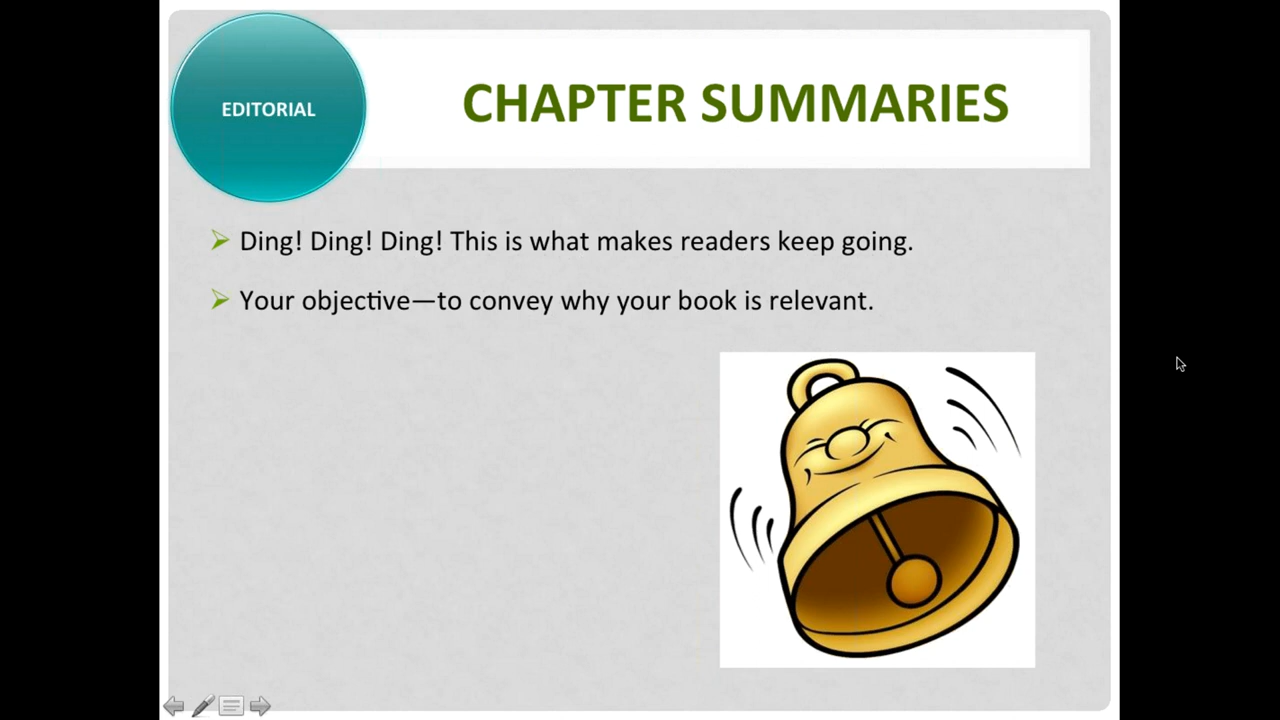 EDITORIAL
CHAPTER SUMMARIES
Ding! Ding! Ding! This is what makes readers keep going.
Your objective—to convey why your book is relevant.